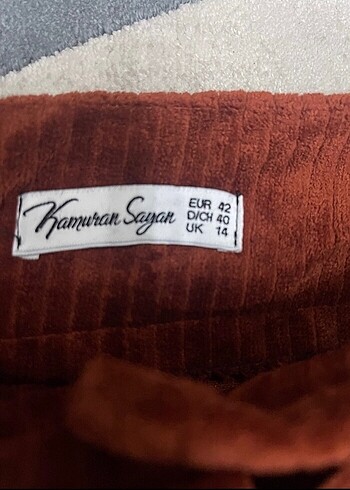 Kamuran Sayan
EUR 42
D/CH 40
UK 14